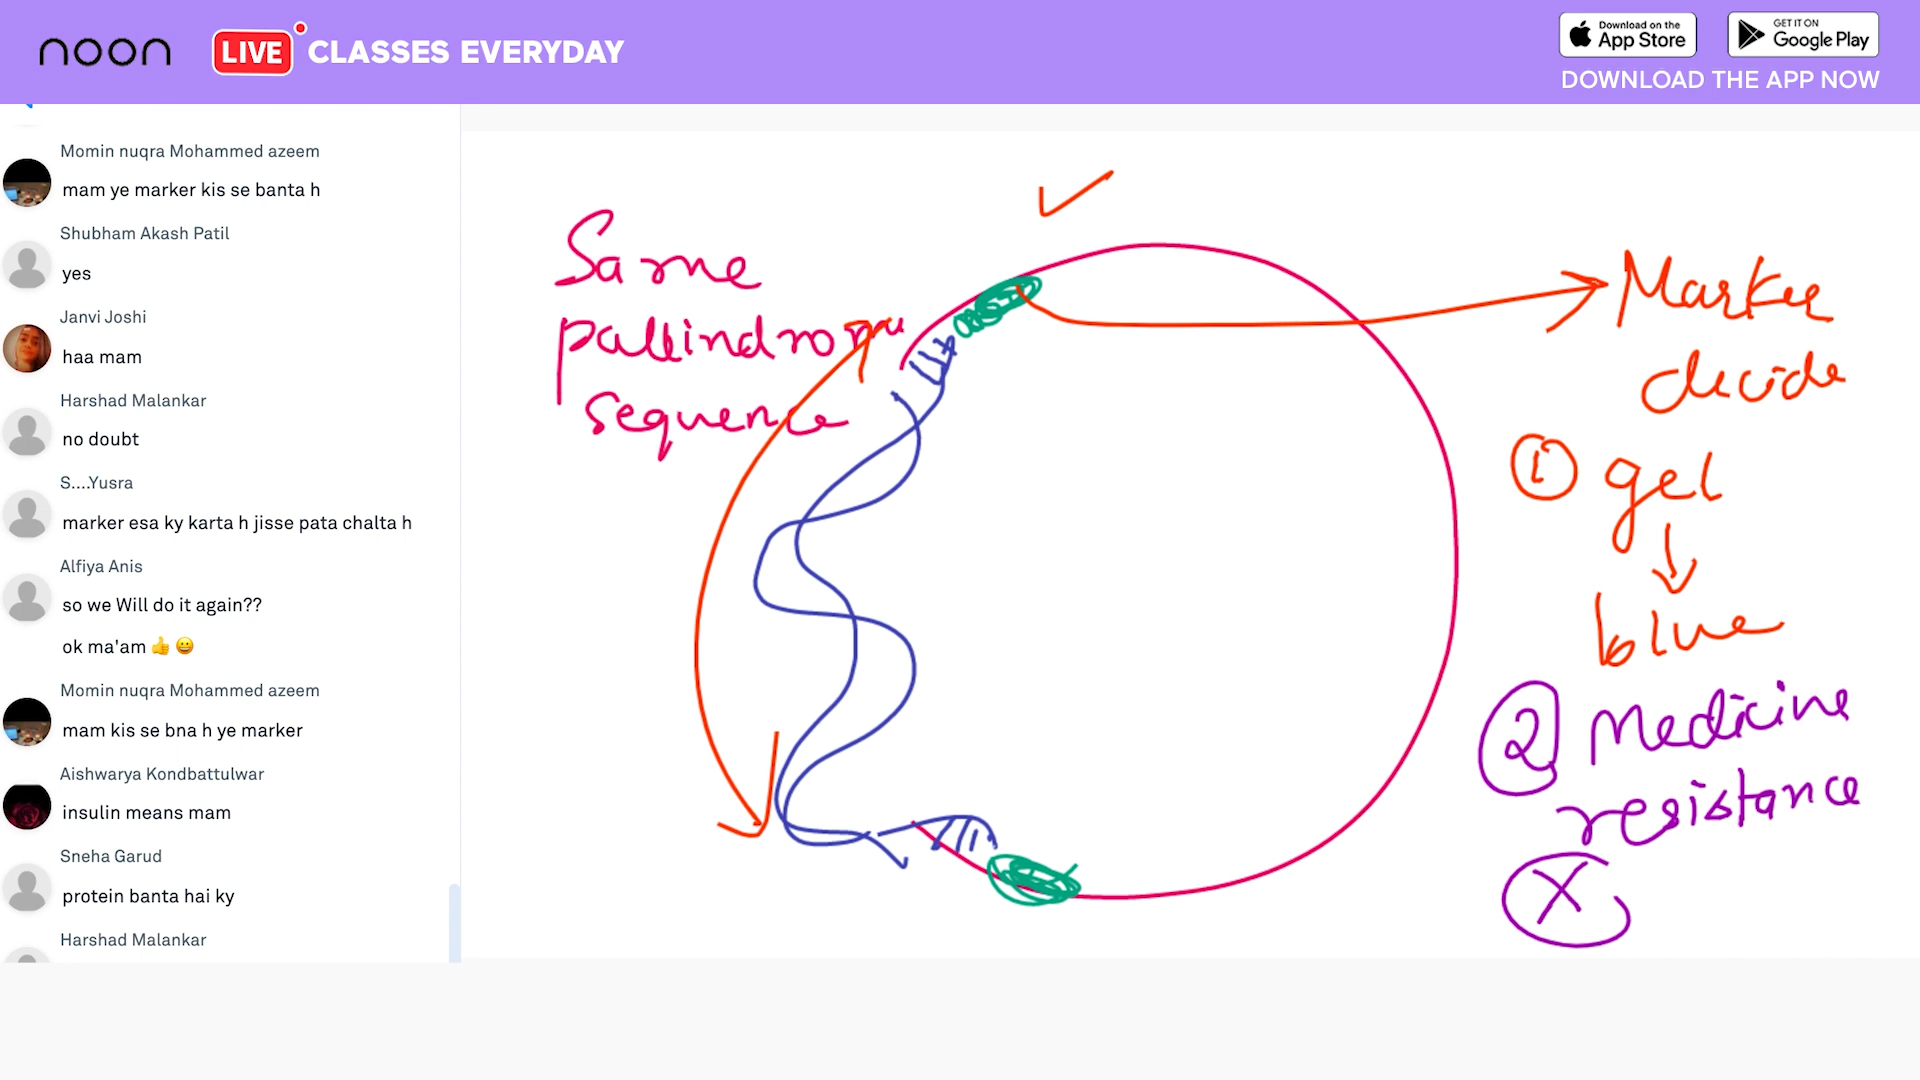 noon
LIVE CLASSES EVERYDAY
Download on the
App Store
GET IT ON
Google Play
DOWNLOAD THE APP NOW
Momin nuqra Mohammed azeem
mam ye marker kis se banta h
Shubham Akash Patil
yes
Janvi Joshi
haa mam
Harshad Malankar
no doubt
S....Yusra
marker esa ky karta h jisse pata chalta h
Alfiya Anis
so we Will do it again??
ok ma'am 👍 😀
Momin nuqra Mohammed azeem
mam kis se bna h ye marker
Aishwarya Kondbattulwar
insulin means mam
Sneha Garud
protein banta hai ky
Harshad Malankar
Same
sequence
Marker
decide
① gel
blue
② Medicine
resistance
X